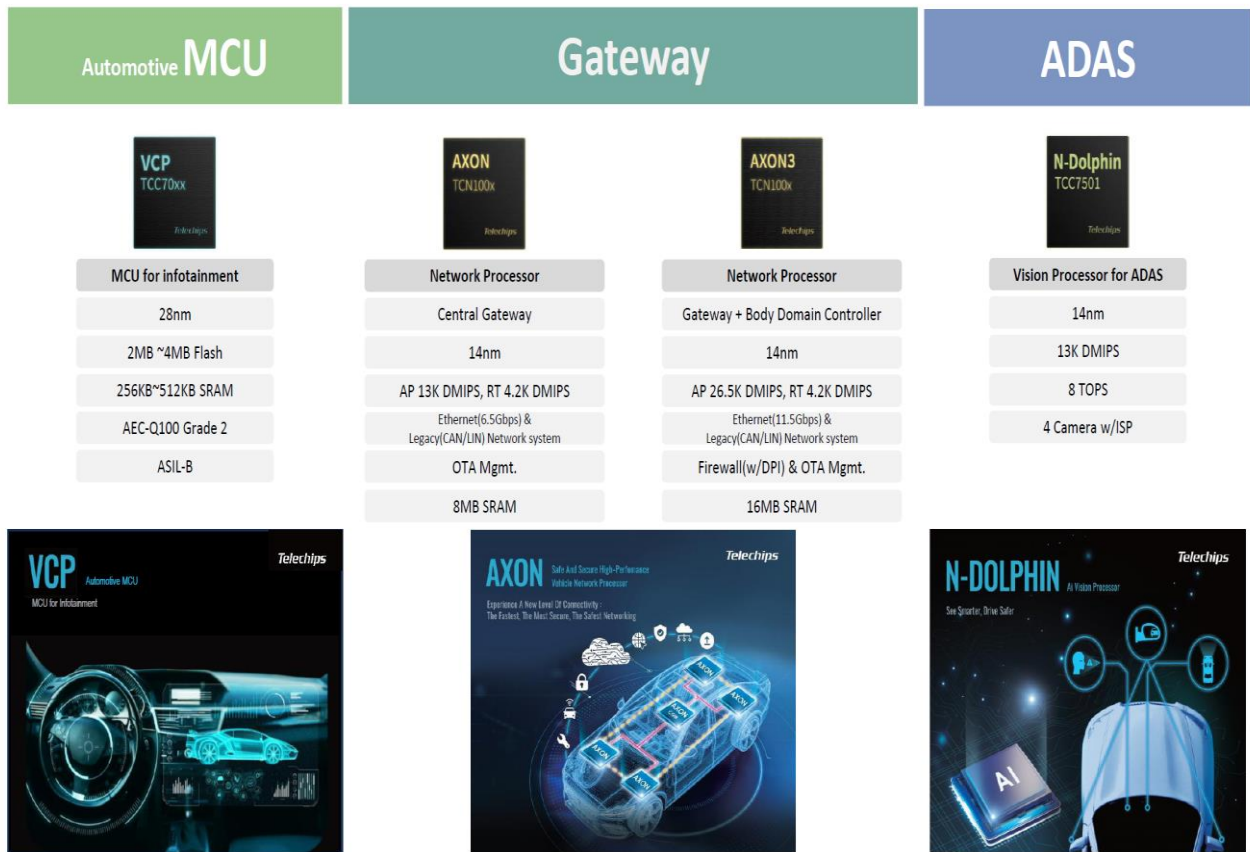 Automotive MCU
Gateway
ADAS
VCP
TCC70xx
Telechips
MCU for infotainment
28nm
2MB ~4MB Flash
256KB~512KB SRAM
AEC-Q100 Grade 2
ASIL-B
AXON
TCN100x
Telechips
Network Processor
Central Gateway
14nm
AP 13K DMIPS, RT 4.2K DMIPS
Ethernet(6.5Gbps) &
Legacy(CAN/LIN) Network system
OTA Mgmt.
8MB SRAM
AXON3
TCN100x
Telechips
Network Processor
Gateway + Body Domain Controller
14nm
AP 26.5K DMIPS, RT 4.2K DMIPS
Ethernet(11.5Gbps) &
Legacy(CAN/LIN) Network system
Firewall(w/DPI) & OTA Mgmt.
16MB SRAM
N-Dolphin
TCC7501
Telechips
Vision Processor for ADAS
14nm
13K DMIPS
8 TOPS
4 Camera w/ISP
Telechips
VCP Automotive MCU
MCU for Infotainment
Telechips
AXON
Safe And Secure High-Perfomance
Vehicle Network Processor
Experience A New Level Of Connectivity :
The Fastest, The Most Secure, The Safest Networking
AXON
AXON
AXON
AXON
AXON
Telechips
N-DOLPHIN Ai Vision Processor
See Smarter, Drive Safer
AI